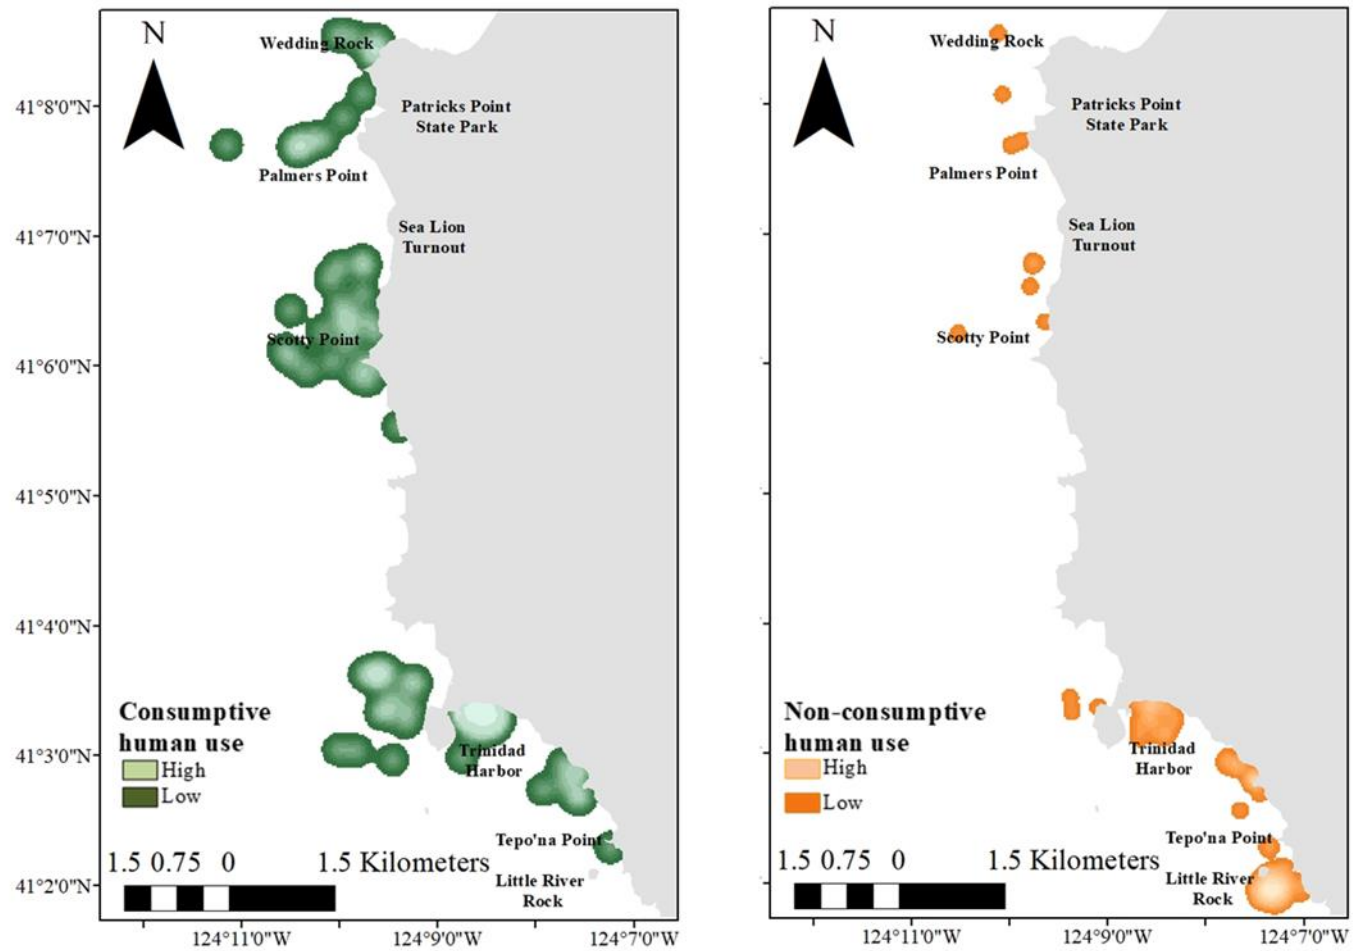 N
Wedding Rock
41°8'0"N
Patricks Point
State Park
Palmers Point
41°7'0"N
Sea Lion
Turnout
Scotty Point
41°6'0"N
41°5'0"N
41°4'0"N
Consumptive
human use
High
Low
41°3'0"N
Trinidad
Harbor
Tepo'na Point
1.5 0.75 0 1.5 Kilometers
Little River
Rock
41°2'0"N
124°11'0"W 124°9'0"W 124°7'0"W
N
Wedding Rock
Patricks Point
State Park
Palmers Point
Sea Lion
Turnout
Scotty Point
Non-consumptive
human use
High
Low
Trinidad
Harbor
Tepo'na Point
1.5 0.75 0 1.5 Kilometers
Little River
Rock
124°11'0"W 124°9'0"W 124°7'0"W